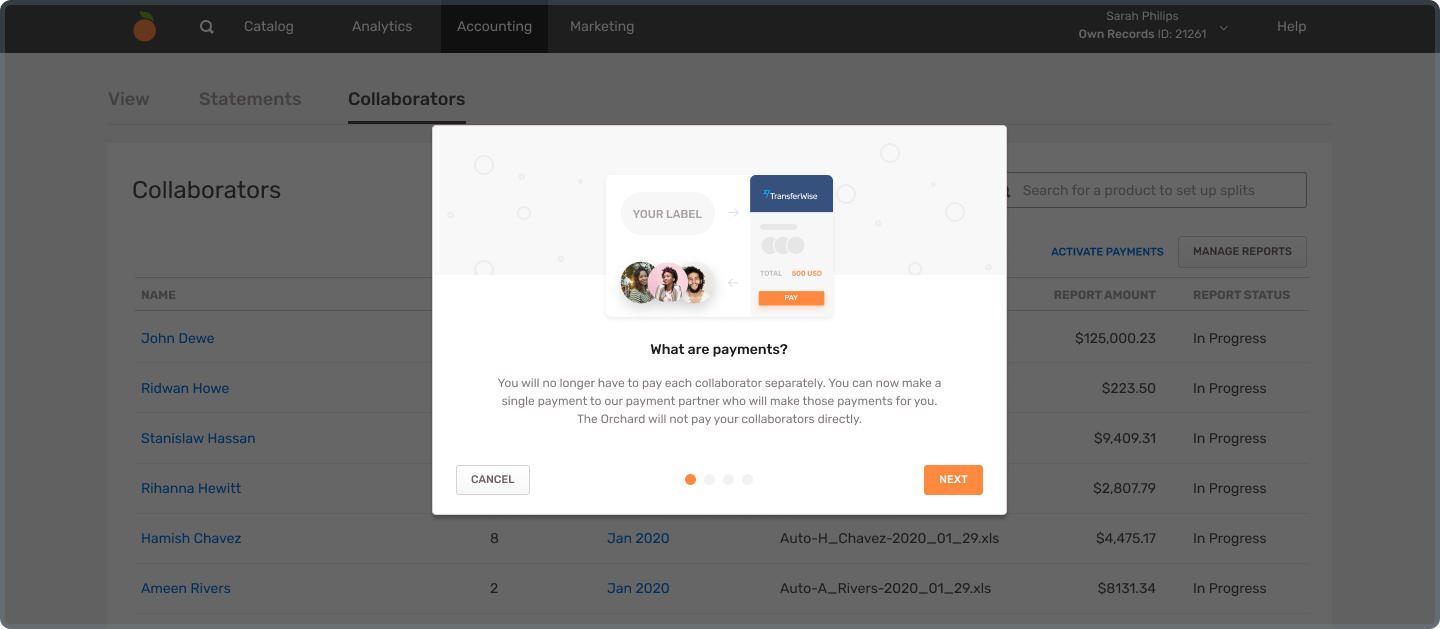 Catalog
Analytics
Accounting
Marketing
Sarah Philips
Own Records ID: 21261
Help
View
Statements
Collaborators
Collaborators
Search for a product to set up splits
ACTIVATE PAYMENTS
MANAGE REPORTS
NAME
REPORT AMOUNT
REPORT STATUS
John Dewe
$125,000.23
In Progress
Ridwan Howe
$223.50
In Progress
Stanislaw Hassan
$9,409.31
In Progress
Rihanna Hewitt
$2,807.79
In Progress
Hamish Chavez
8
Jan 2020
Auto-H_Chavez-2020_01_29.xls
$4,475.17
In Progress
Ameen Rivers
2
Jan 2020
Auto-A_Rivers-2020_01_29.xls
$8131.34
In Progress
YOUR LABEL
TransferWise
TOTAL
500 USD
PAY
What are payments?
You will no longer have to pay each collaborator separately. You can now make a
single payment to our payment partner who will make those payments for you.
The Orchard will not pay your collaborators directly.
CANCEL
NEXT